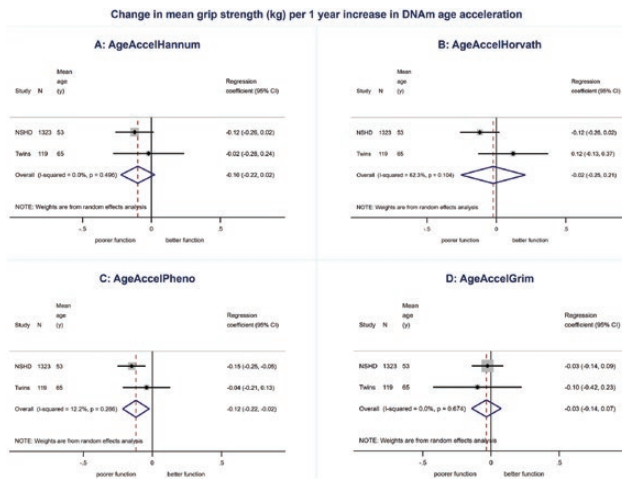 Change in mean grip strength (kg) per 1 year increase in DNAm age acceleration
A: AgeAccelHannum
Mean
age
Regression
Study N (y) coefficient (95% CI)
NSHD 1323 53 -0.12 (-0.26, 0.02)
Twins 119 65 -0.02 (-0.28, 0.24)
Overall (I-squared = 0.0%, p = 0.498) -0.16 (-0.22, 0.02)
NOTE: Weights are from random effects analysis
-.5 0 .5
poorer function better function
B: AgeAccelHorvath
Mean
age
Regression
Study N (y) coefficient (95% CI)
NSHD 1323 53 -0.12 (-0.26, 0.02)
Twins 119 65 0.12 (-0.13, 0.37)
Overall (I-squared = 62.3%, p = 0.104) -0.02 (-0.25, 0.21)
NOTE: Weights are from random effects analysis
-.5 0 .5
poorer function better function
C: AgeAccelPheno
Mean
age
Regression
Study N (y) coefficient (95% CI)
NSHD 1323 53 -0.15 (-0.25, -0.05)
Twins 119 65 -0.04 (-0.21, 0.13)
Overall (I-squared = 12.2%, p = 0.286) -0.12 (-0.22, -0.02)
NOTE: Weights are from random effects analysis
-.5 0 .5
poorer function better function
D: AgeAccelGrim
Mean
age
Regression
Study N (y) coefficient (95% CI)
NSHD 1323 53 -0.03 (-0.14, 0.09)
Twins 119 65 -0.10 (-0.42, 0.23)
Overall (I-squared = 0.0%, p = 0.674) -0.03 (-0.14, 0.07)
NOTE: Weights are from random effects analysis
-.5 0 .5
poorer function better function